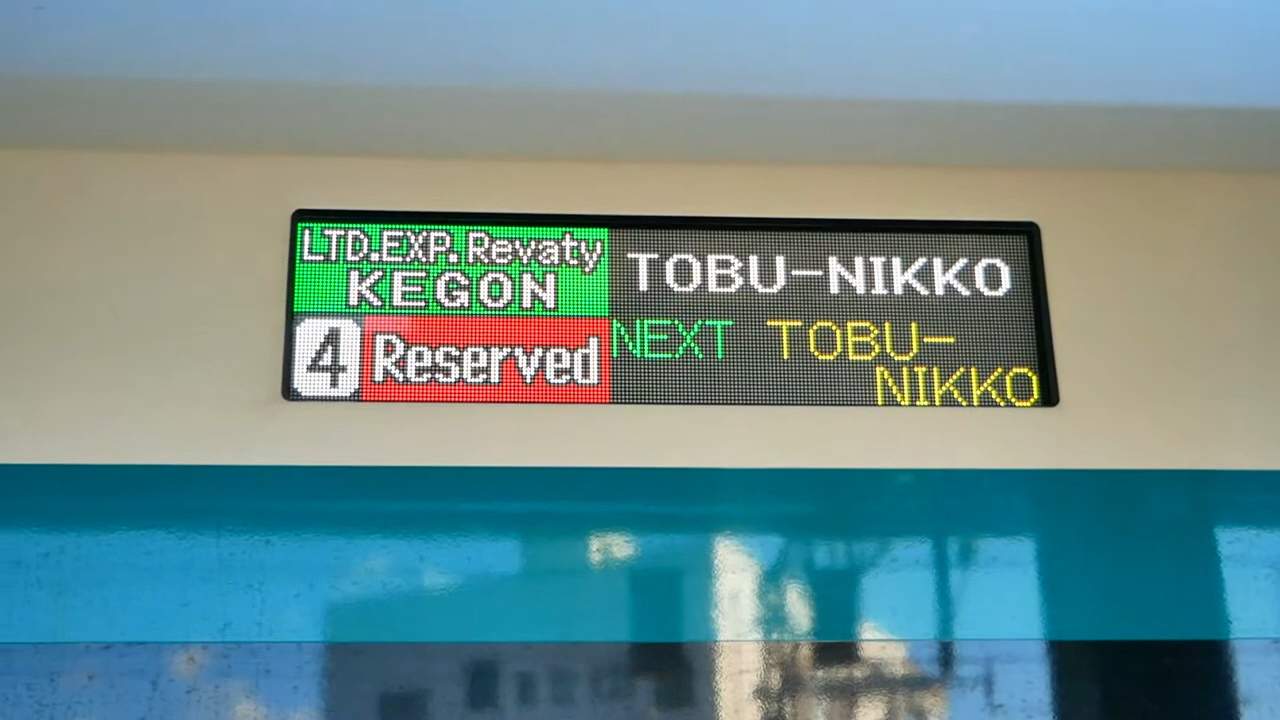 LTD.EXP. Revaty
KEGON
4 Reserved
TOBU-NIKKO
NEXT TOBU-
NIKKO